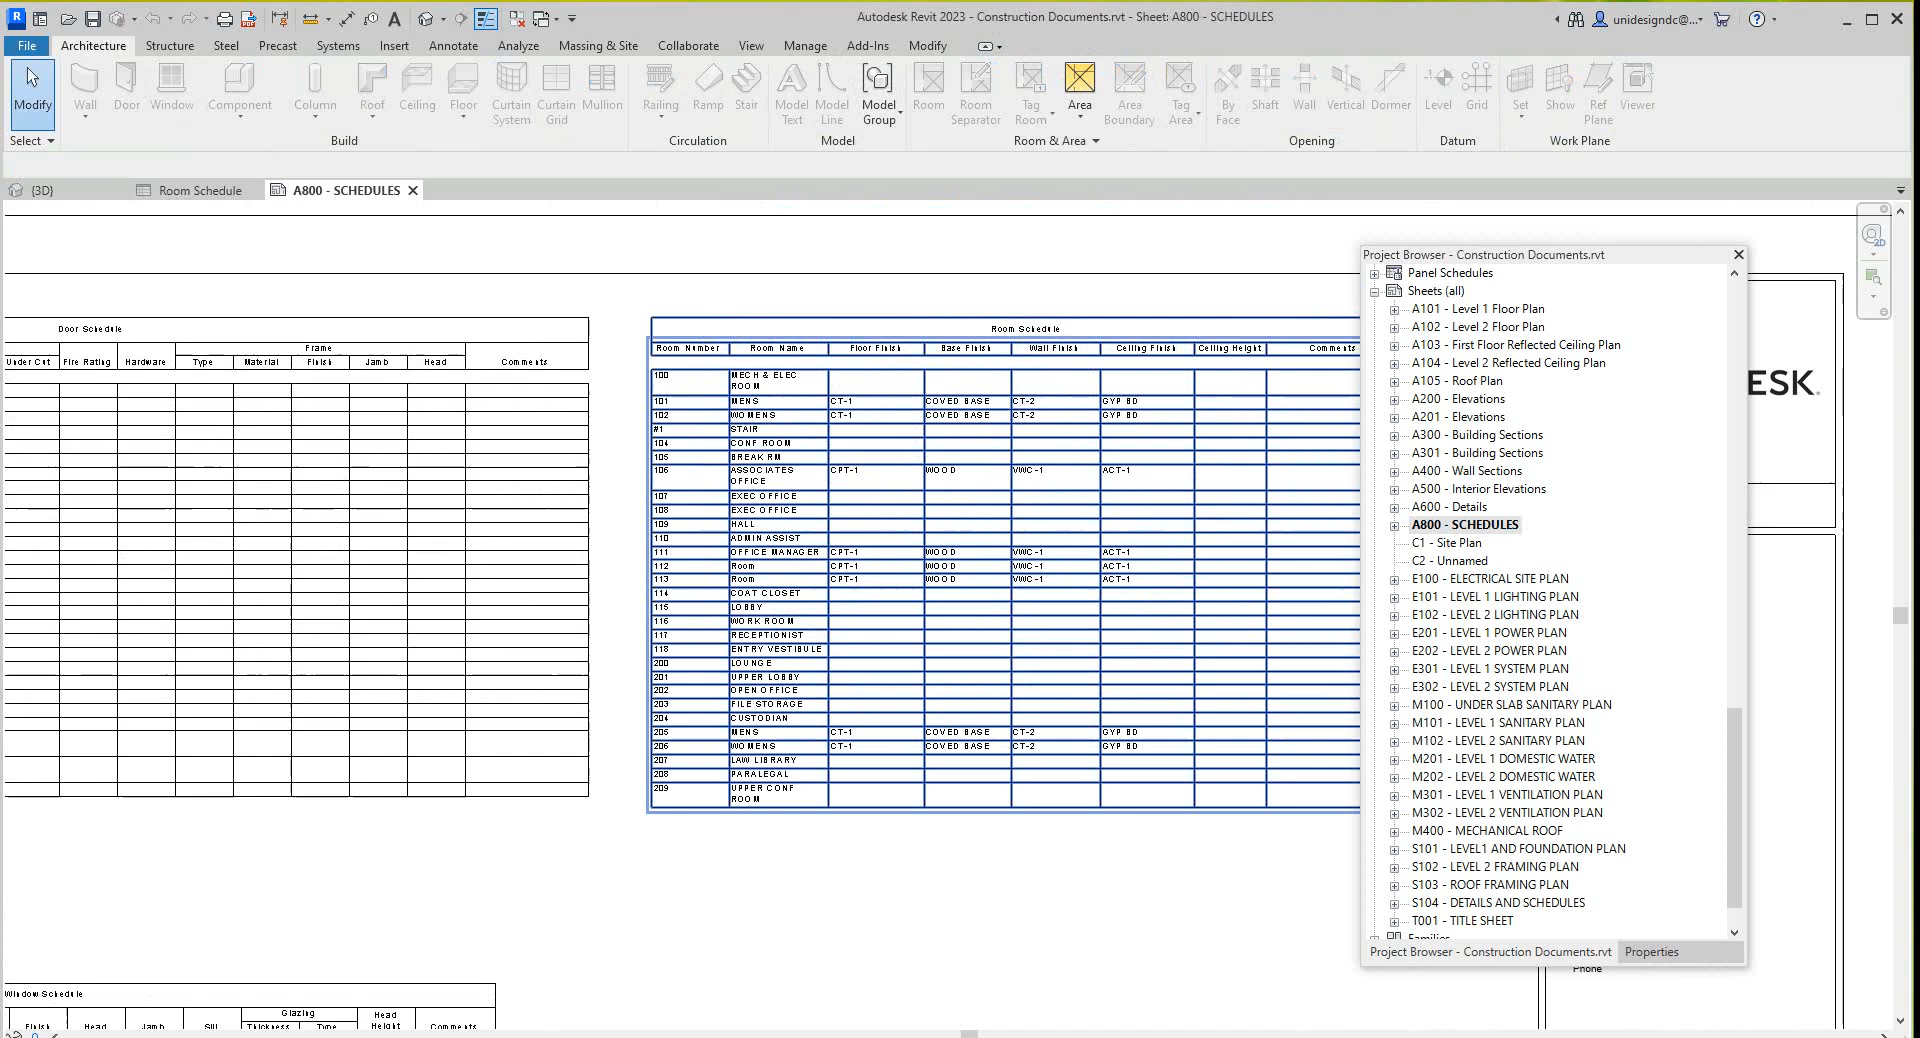 Autodesk Revit 2023 - Construction Documents.rvt - Sheet: A800 - SCHEDULES
unidesigndc@...
File Architecture Structure Steel Precast Systems Insert Annotate Analyze Massing & Site Collaborate View Manage Add-Ins Modify
Modify Wall Door Window Component Column Roof Ceiling Floor Curtain System Curtain Grid Mullion Railing Ramp Stair Model Text Model Line Model Group Room Room Separator Tag Room Area Area Boundary Tag Area By Face Shaft Wall Vertical Dormer Level Grid Set Show Ref Plane Viewer
Select Build Circulation Model Room & Area Opening Datum Work Plane
{3D} Room Schedule A800 - SCHEDULES
Door Schedule
Frame
Under Cut Fire Rating Hardware Type Material Finish Jamb Head Comments
Room Schedule
Room Number Room Name Floor Finish Base Finish Wall Finish Ceiling Finish Ceiling Height Comments
100 MECH & ELEC
ROOM
101 MENS CT-1 COVED BASE CT-2 GYP BD
102 WOMENS CT-1 COVED BASE CT-2 GYP BD
#1 STAIR
104 CONF ROOM
105 BREAK RM
106 ASSOCIATES CPT-1 WOOD VWC-1 ACT-1
OFFICE
107 EXEC OFFICE
108 EXEC OFFICE
109 HALL
110 ADMIN ASSIST
111 OFFICE MANAGER CPT-1 WOOD VWC-1 ACT-1
112 Room CPT-1 WOOD VWC-1 ACT-1
113 Room CPT-1 WOOD VWC-1 ACT-1
114 COAT CLOSET
115 LOBBY
116 WORK ROOM
117 RECEPTIONIST
118 ENTRY VESTIBULE
200 LOUNGE
201 UPPER LOBBY
202 OPEN OFFICE
203 FILE STORAGE
204 CUSTODIAN
205 MENS CT-1 COVED BASE CT-2 GYP BD
206 WOMENS CT-1 COVED BASE CT-2 GYP BD
207 LAW LIBRARY
208 PARALEGAL
209 UPPER CONF
ROOM
Window Schedule
Glazing
Finish Head Jamb Sill Thickness Type Head Height Comments
Project Browser - Construction Documents.rvt
Panel Schedules
Sheets (all)
A101 - Level 1 Floor Plan
A102 - Level 2 Floor Plan
A103 - First Floor Reflected Ceiling Plan
A104 - Level 2 Reflected Ceiling Plan
A105 - Roof Plan
A200 - Elevations
A201 - Elevations
A300 - Building Sections
A301 - Building Sections
A400 - Wall Sections
A500 - Interior Elevations
A600 - Details
A800 - SCHEDULES
C1 - Site Plan
C2 - Unnamed
E100 - ELECTRICAL SITE PLAN
E101 - LEVEL 1 LIGHTING PLAN
E102 - LEVEL 2 LIGHTING PLAN
E201 - LEVEL 1 POWER PLAN
E202 - LEVEL 2 POWER PLAN
E301 - LEVEL 1 SYSTEM PLAN
E302 - LEVEL 2 SYSTEM PLAN
M100 - UNDER SLAB SANITARY PLAN
M101 - LEVEL 1 SANITARY PLAN
M102 - LEVEL 2 SANITARY PLAN
M201 - LEVEL 1 DOMESTIC WATER
M202 - LEVEL 2 DOMESTIC WATER
M301 - LEVEL 1 VENTILATION PLAN
M302 - LEVEL 2 VENTILATION PLAN
M400 - MECHANICAL ROOF
S101 - LEVEL1 AND FOUNDATION PLAN
S102 - LEVEL 2 FRAMING PLAN
S103 - ROOF FRAMING PLAN
S104 - DETAILS AND SCHEDULES
T001 - TITLE SHEET
Families
Project Browser - Construction Documents.rvt Properties
ESK.
Phone
2D